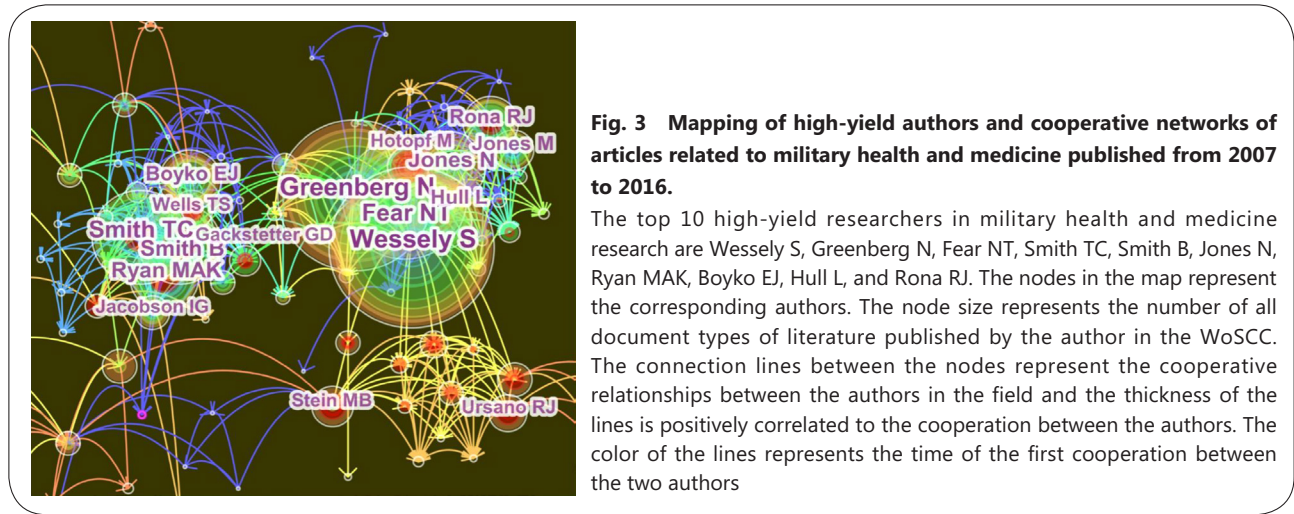 Rona RJ
Hotopf M
Jones M
Jones N
Boyko EJ
Greenberg N
Hull L
Wells TS
Fear NT
Smith TC
Gackstetter GD
Wessely S
Smith B
Ryan MAK
Jacobson IG
Stein MB
Ursano RJ
Fig. 3 Mapping of high-yield authors and cooperative networks of
articles related to military health and medicine published from 2007
to 2016.
The top 10 high-yield researchers in military health and medicine
research are Wessely S, Greenberg N, Fear NT, Smith TC, Smith B, Jones N,
Ryan MAK, Boyko EJ, Hull L, and Rona RJ. The nodes in the map represent
the corresponding authors. The node size represents the number of all
document types of literature published by the author in the WoSCC.
The connection lines between the nodes represent the cooperative
relationships between the authors in the field and the thickness of the
lines is positively correlated to the cooperation between the authors. The
color of the lines represents the time of the first cooperation between
the two authors